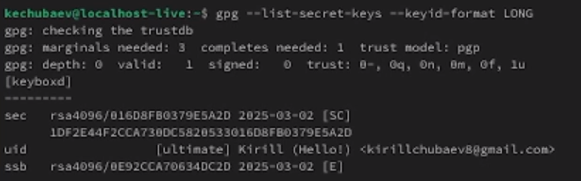 kechubaev@localhost-live:~$ gpg --list-secret-keys --keyid-format LONG
gpg: checking the trustdb
gpg: marginals needed: 3  completes needed: 1  trust model: pgp
gpg: depth: 0  valid:   1  signed:   0  trust: 0-, 0q, 0n, 0m, 0f, 1u
[keyboxd]
---------
sec   rsa4096/016D8FB0379E5A2D 2025-03-02 [SC]
      1DF2E44F2CCA730DC5820533016D8FB0379E5A2D
uid                 [ultimate] Kirill (Hello!) <kirillchubaev8@gmail.com>
ssb   rsa4096/0E92CCA70634DC2D 2025-03-02 [E]